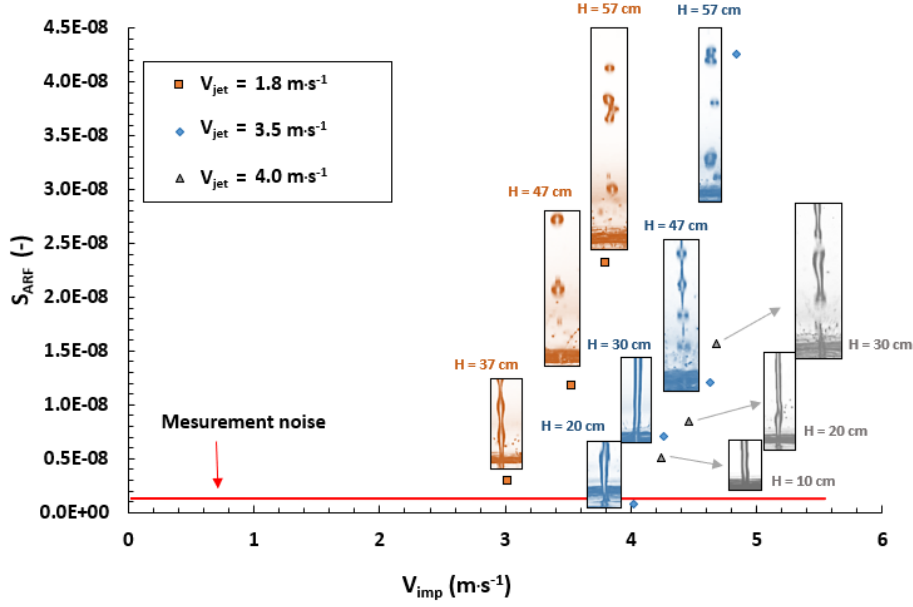 H = 57 cm
H = 57 cm
4.5E-08
4.0E-08
3.5E-08
3.0E-08
2.5E-08
2.0E-08
1.5E-08
1.0E-08
0.5E-08
0.0E+00
S_ARF (-)
V_jet = 1.8 m·s⁻¹
V_jet = 3.5 m·s⁻¹
V_jet = 4.0 m·s⁻¹
H = 47 cm
H = 47 cm
H = 30 cm
H = 30 cm
H = 37 cm
H = 20 cm
H = 20 cm
H = 10 cm
Mesurement noise
0 1 2 3 4 5 6
V_imp (m·s⁻¹)